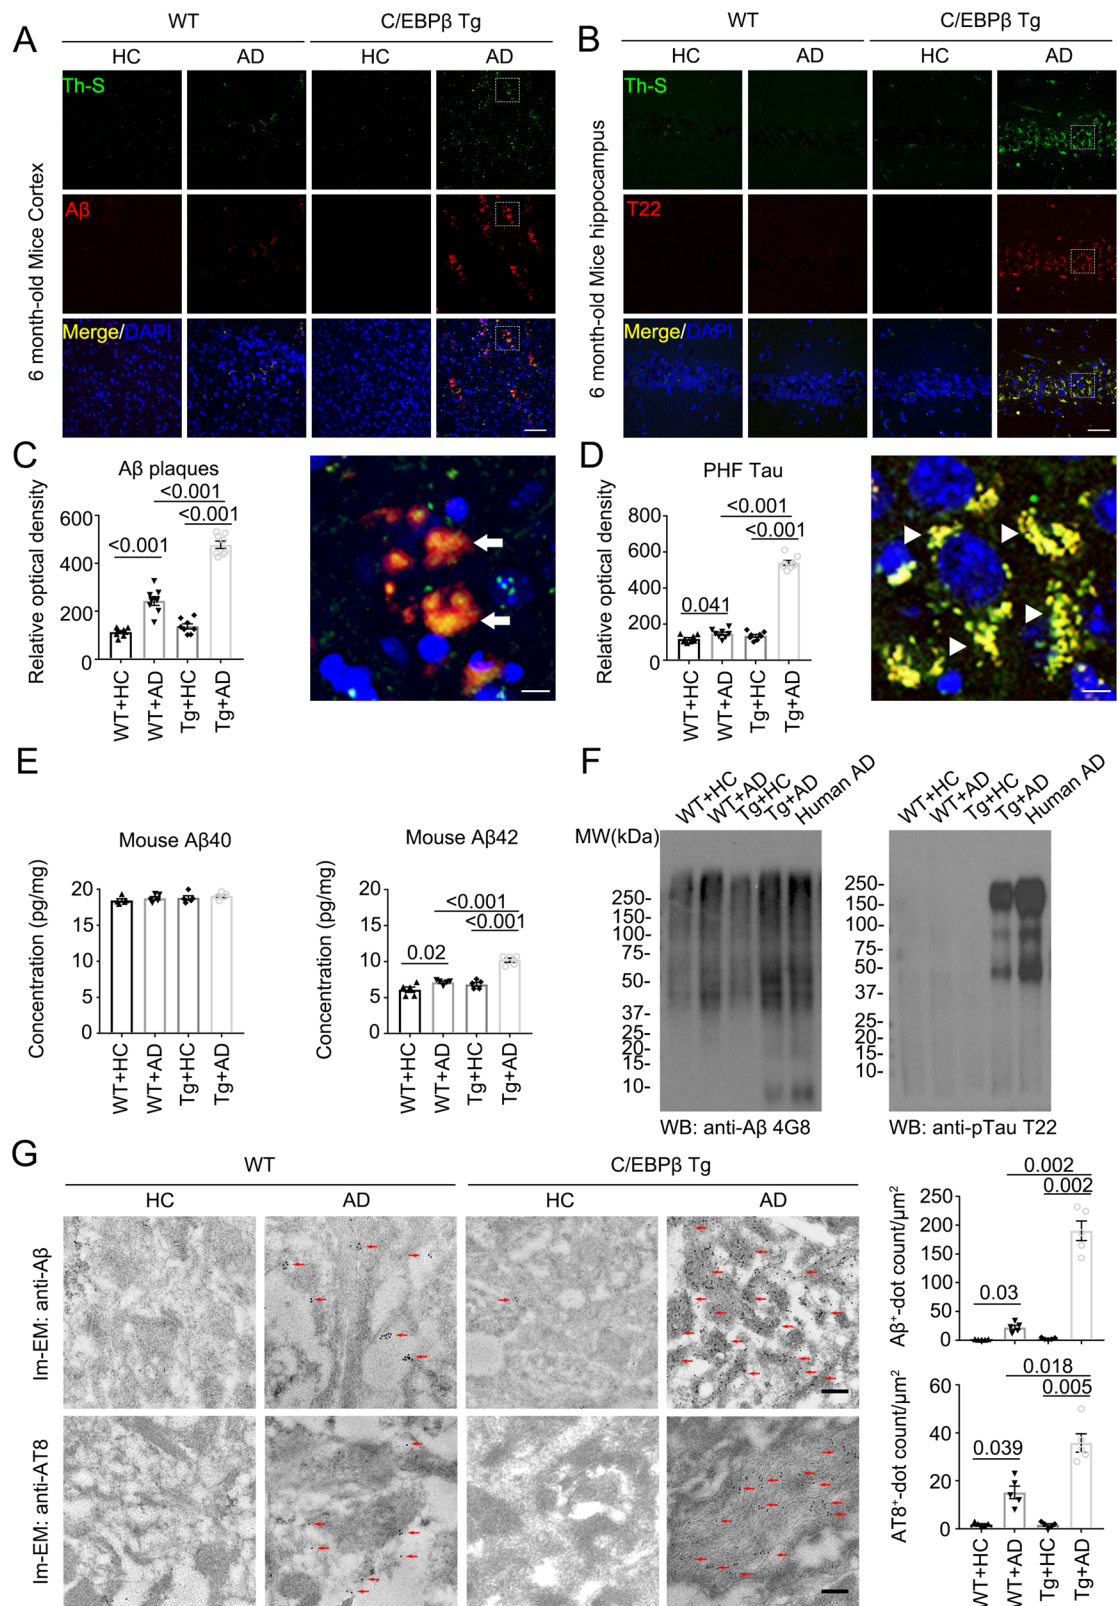 A
WT
C/EBPβ Tg
HC
AD
HC
AD
6 month-old Mice Cortex
Th-S
Aβ
Merge/DAPI
B
WT
C/EBPβ Tg
HC
AD
HC
AD
6 month-old Mice hippocampus
Th-S
T22
Merge/DAPI
C
Aβ plaques
Relative optical density
<0.001
<0.001
<0.001
600
400
200
0
WT+HC
WT+AD
Tg+HC
Tg+AD
D
PHF Tau
Relative optical density
<0.001
<0.001
0.041
800
600
400
200
0
WT+HC
WT+AD
Tg+HC
Tg+AD
E
Mouse Aβ40
Concentration (pg/mg)
20
15
10
5
0
WT+HC
WT+AD
Tg+HC
Tg+AD
Mouse Aβ42
Concentration (pg/mg)
<0.001
<0.001
0.02
20
15
10
5
0
WT+HC
WT+AD
Tg+HC
Tg+AD
F
WT+HC
WT+AD
Tg+HC
Tg+AD
Human AD
MW(kDa)
250-
150-
100-
75-
50-
37-
25-
20-
15-
10-
WB: anti-Aβ 4G8
WT+HC
WT+AD
Tg+HC
Tg+AD
Human AD
250-
150-
100-
75-
50-
37-
25-
20-
15-
10-
WB: anti-pTau T22
G
WT
C/EBPβ Tg
HC
AD
HC
AD
Im-EM: anti-Aβ
Im-EM: anti-AT8
Aβ⁺-dot count/μm²
0.002
0.002
0.03
250
200
150
100
50
0
AT8⁺-dot count/μm²
0.018
0.005
0.039
60
40
20
0
WT+HC
WT+AD
Tg+HC
Tg+AD